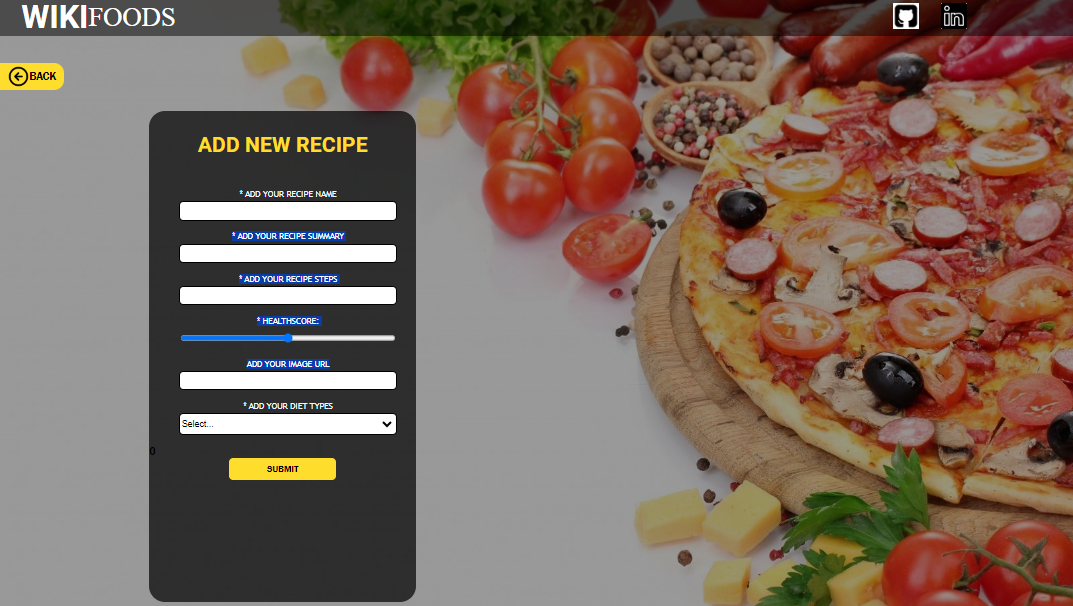 WIKIFOODS
in
BACK
ADD NEW RECIPE
* ADD YOUR RECIPE NAME
* ADD YOUR RECIPE SUMMARY
* ADD YOUR RECIPE STEPS
* HEALTHSCORE:
ADD YOUR IMAGE URL
* ADD YOUR DIET TYPES
Select...
0
SUBMIT